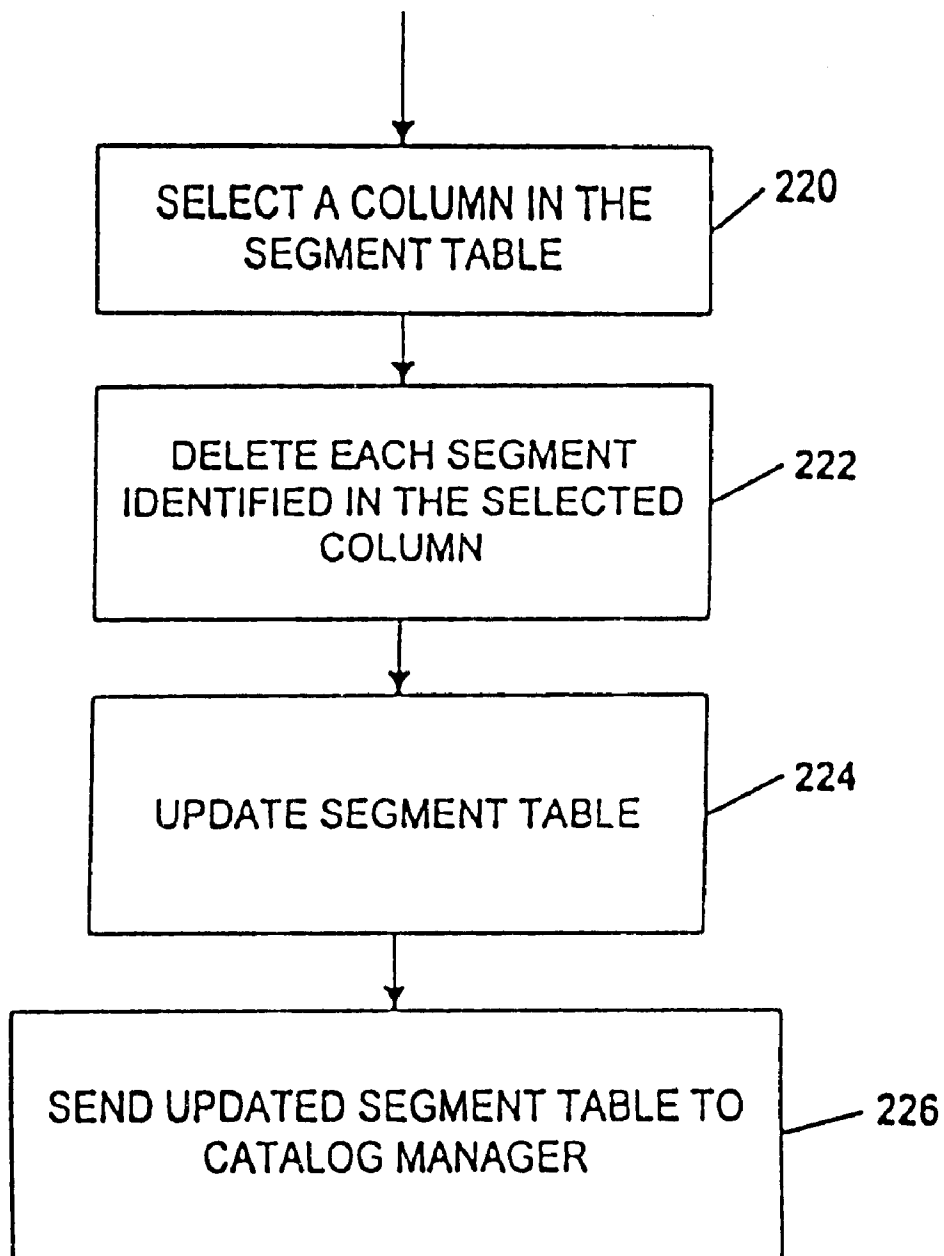 SELECT A COLUMN IN THE
SEGMENT TABLE
220
DELETE EACH SEGMENT
IDENTIFIED IN THE SELECTED
COLUMN
222
UPDATE SEGMENT TABLE
224
SEND UPDATED SEGMENT TABLE TO
CATALOG MANAGER
226